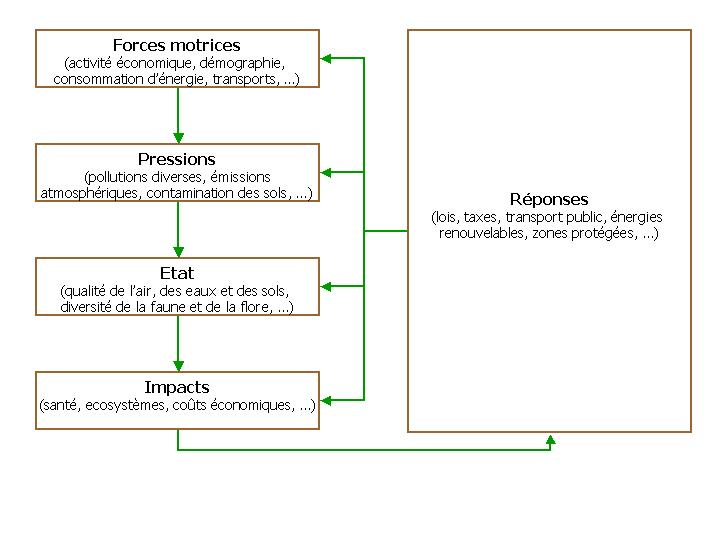 Forces motrices
(activité économique, démographie,
consommation d'énergie, transports, ...)
Pressions
(pollutions diverses, émissions
atmosphériques, contamination des sols, ...)
Etat
(qualité de l'air, des eaux et des sols,
diversité de la faune et de la flore, ...)
Impacts
(santé, ecosystèmes, coûts économiques, ...)
Réponses
(lois, taxes, transport public, énergies
renouvelables, zones protégées, ...)